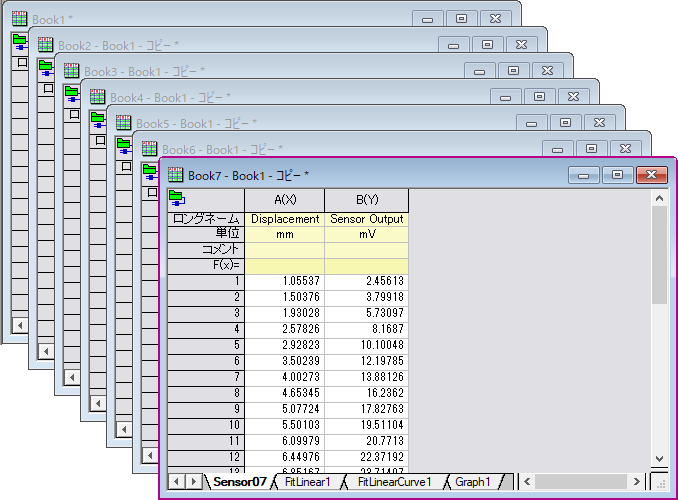 Book1 *
Book2 - Book1 - コピー *
Book3 - Book1 - コピー *
Book4 - Book1 - コピー *
Book5 - Book1 - コピー *
Book6 - Book1 - コピー *
Book7 - Book1 - コピー *
A(X) B(Y)
ロングネーム Displacement Sensor Output
単位 mm mV
コメント
F(x)=
1 1.05537 2.45613
2 1.50376 3.79918
3 1.93028 5.73097
4 2.57826 8.1687
5 2.92823 10.10048
6 3.50239 12.19785
7 4.00273 13.88126
8 4.65345 16.2362
9 5.07724 17.82763
10 5.50103 19.51104
11 6.09979 20.7713
12 6.44976 22.37192
Sensor07 FitLinear1 FitLinearCurve1 Graph1